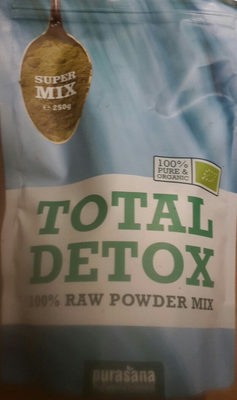 SUPER
MIX
℮ 250g
100%
PURE &
ORGANIC
TOTAL
DETOX
100% RAW POWDER MIX
purasana